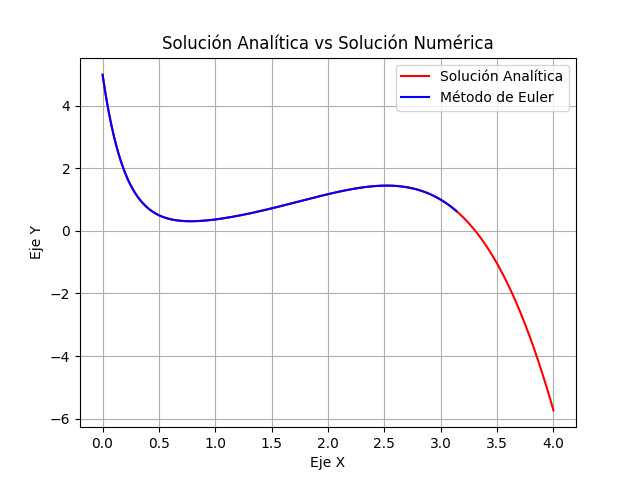 Solución Analítica vs Solución Numérica
Solución Analítica
Método de Euler
Eje Y
4
2
0
−2
−4
−6
0.0 0.5 1.0 1.5 2.0 2.5 3.0 3.5 4.0
Eje X